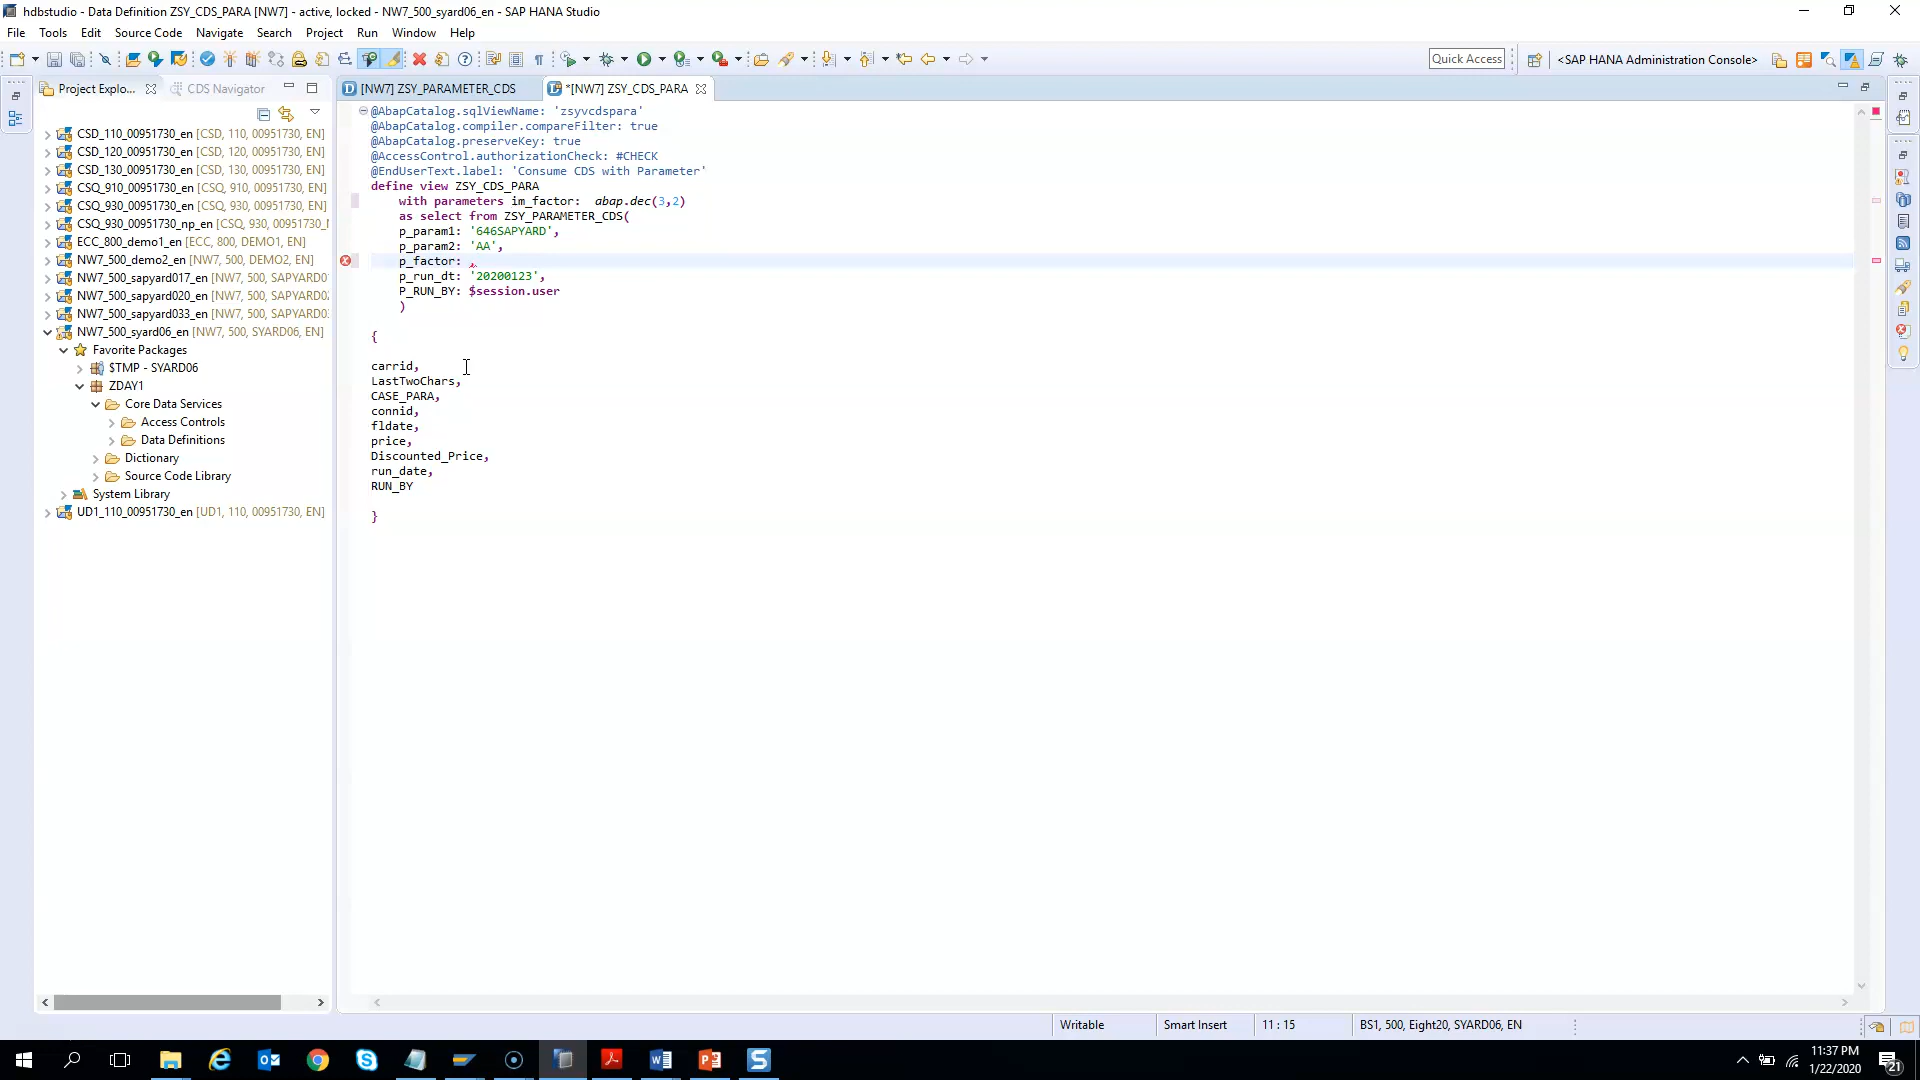 hdbstudio - Data Definition ZSY_CDS_PARA [NW7] - active, locked - NW7_500_syard06_en - SAP HANA Studio
File Tools Edit Source Code Navigate Search Project Run Window Help
Quick Access
<SAP HANA Administration Console>
Project Explo...
CDS Navigator
[NW7] ZSY_PARAMETER_CDS
*[NW7] ZSY_CDS_PARA
CSD_110_00951730_en [CSD, 110, 00951730, EN]
CSD_120_00951730_en [CSD, 120, 00951730, EN]
CSD_130_00951730_en [CSD, 130, 00951730, EN]
CSQ_910_00951730_en [CSQ, 910, 00951730, EN]
CSQ_930_00951730_en [CSQ, 930, 00951730, EN]
CSQ_930_00951730_np_en [CSQ, 930, 00951730,
ECC_800_demo1_en [ECC, 800, DEMO1, EN]
NW7_500_demo2_en [NW7, 500, DEMO2, EN]
NW7_500_sapyard017_en [NW7, 500, SAPYARD0
NW7_500_sapyard020_en [NW7, 500, SAPYARD0
NW7_500_sapyard033_en [NW7, 500, SAPYARD0
NW7_500_syard06_en [NW7, 500, SYARD06, EN]
Favorite Packages
$TMP - SYARD06
ZDAY1
Core Data Services
Access Controls
Data Definitions
Dictionary
Source Code Library
System Library
UD1_110_00951730_en [UD1, 110, 00951730, EN]
@AbapCatalog.sqlViewName: 'zsyvcdspara'
@AbapCatalog.compiler.compareFilter: true
@AbapCatalog.preserveKey: true
@AccessControl.authorizationCheck: #CHECK
@EndUserText.label: 'Consume CDS with Parameter'
define view ZSY_CDS_PARA
with parameters im_factor: abap.dec(3,2)
as select from ZSY_PARAMETER_CDS(
p_param1: '646SAPYARD',
p_param2: 'AA',
p_factor: ,
p_run_dt: '20200123',
P_RUN_BY: $session.user
)
{
carrid,
LastTwoChars,
CASE_PARA,
connid,
fldate,
price,
Discounted_Price,
run_date,
RUN_BY
}
Writable
Smart Insert
11 : 15
BS1, 500, Eight20, SYARD06, EN
11:37 PM
1/22/2020
21